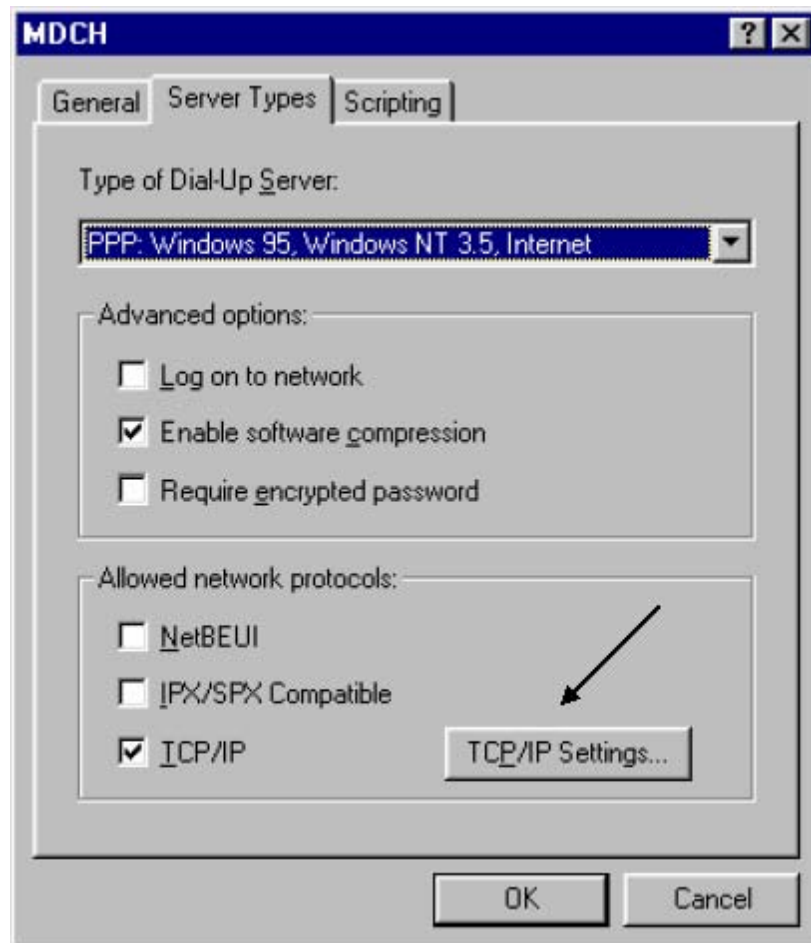 MDCH
General Server Types Scripting
Type of Dial-Up Server:
PPP: Windows 95, Windows NT 3.5, Internet
Advanced options:
Log on to network
Enable software compression
Require encrypted password
Allowed network protocols:
NetBEUI
IPX/SPX Compatible
TCP/IP TCP/IP Settings...
OK Cancel